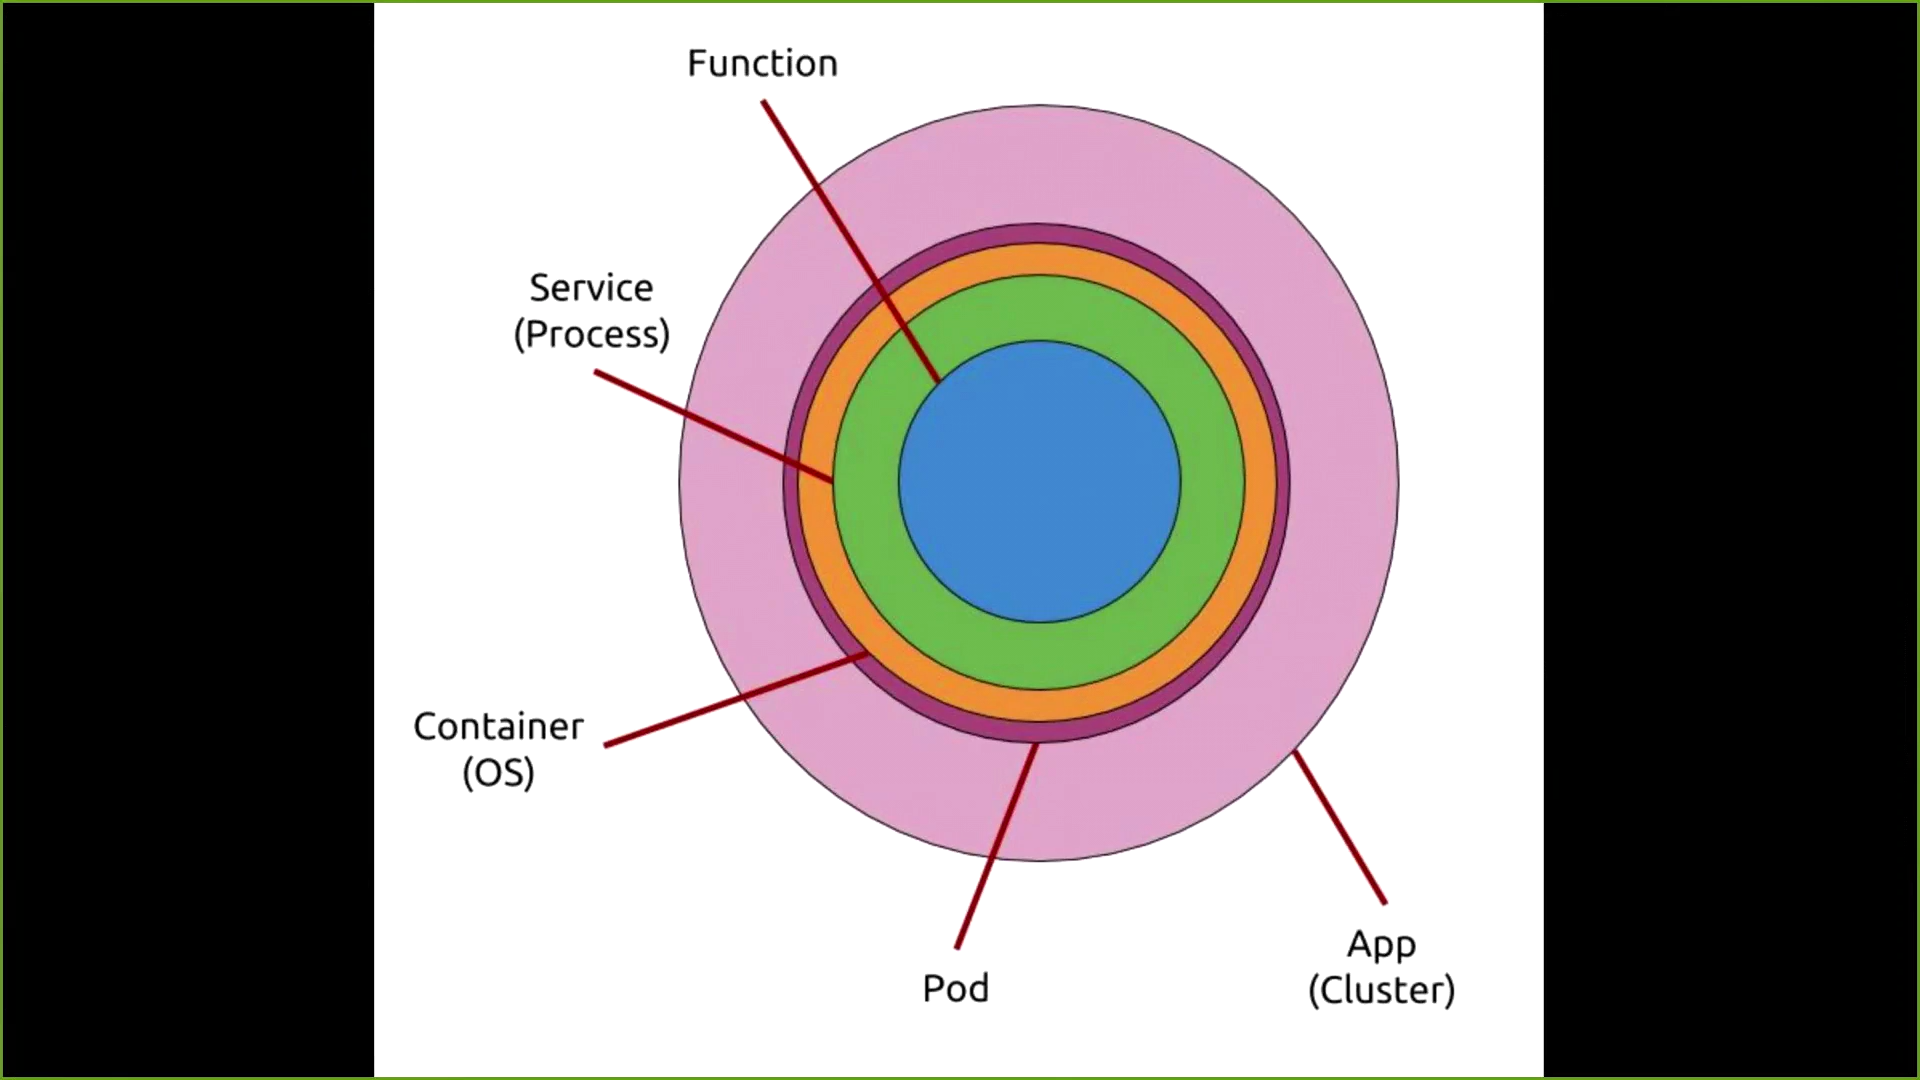 Function
Service
(Process)
Container
(OS)
Pod
App
(Cluster)